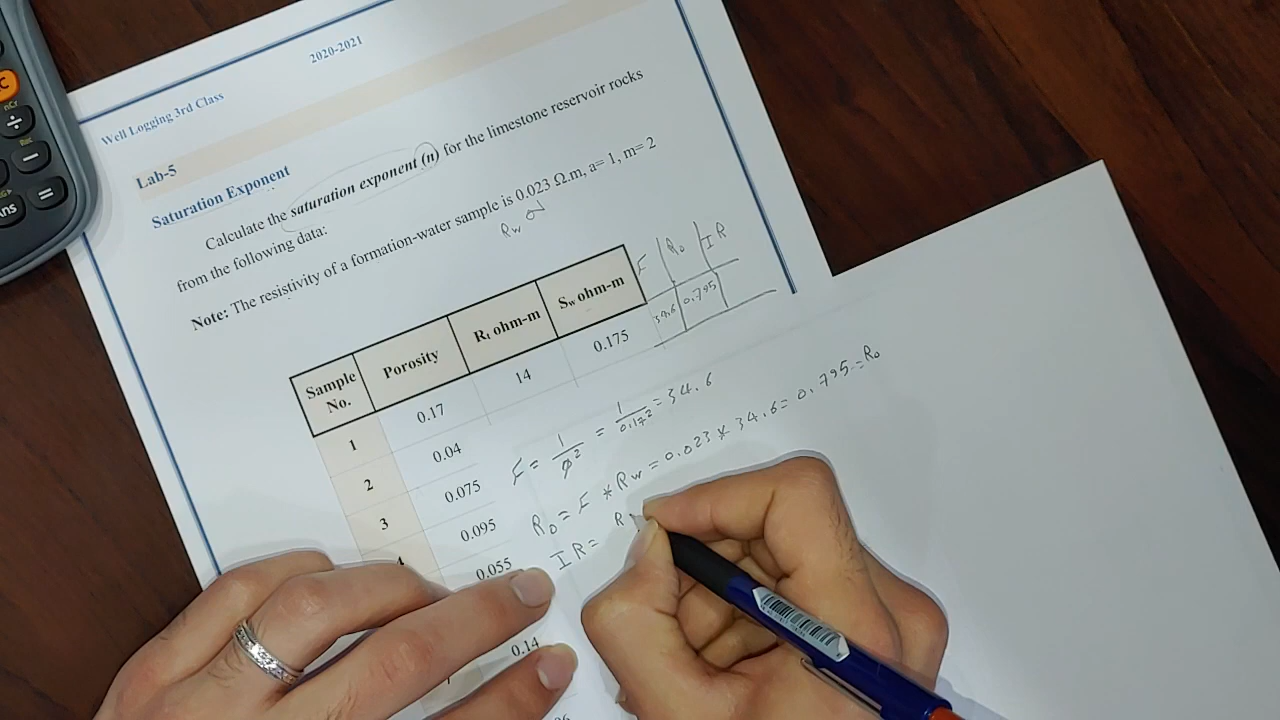 2020-2021
Well Logging 3rd Class
Lab-5
Saturation Exponent
Calculate the saturation exponent (n) for the limestone reservoir rocks
from the following data:
Note: The resistivity of a formation-water sample is 0.023 Ω.m, a= 1, m= 2
Rw
F | Ro | IR
34.6 | 0.795
Sample No. Porosity Rt ohm-m Sw ohm-m
1 0.17 14 0.175
2 0.04
3 0.075
4 0.095
0.055
0.14
F = 1/φ² = 1/0.17² = 34.6
Ro = F * Rw = 0.023 * 34.6 = 0.795 = Ro
IR = R
C
nCr
÷
−
=
Ans